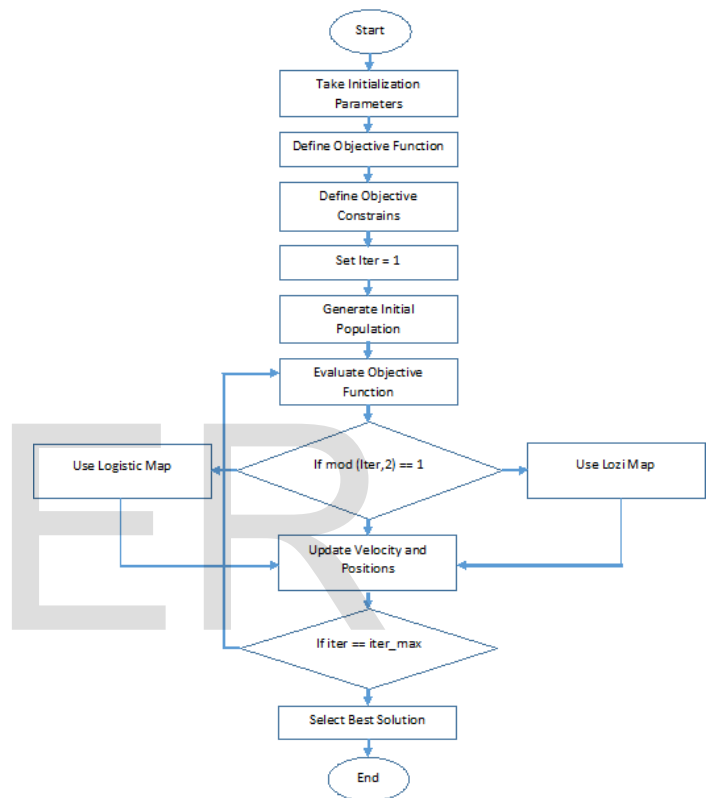 Start
Take Initialization
Parameters
Define Objective Function
Define Objective
Constrains
Set Iter = 1
Generate Initial
Population
Evaluate Objective
Function
Use Logistic Map
If mod (Iter,2) == 1
Use Lozi Map
Update Velocity and
Positions
If iter == iter_max
Select Best Solution
End
ER